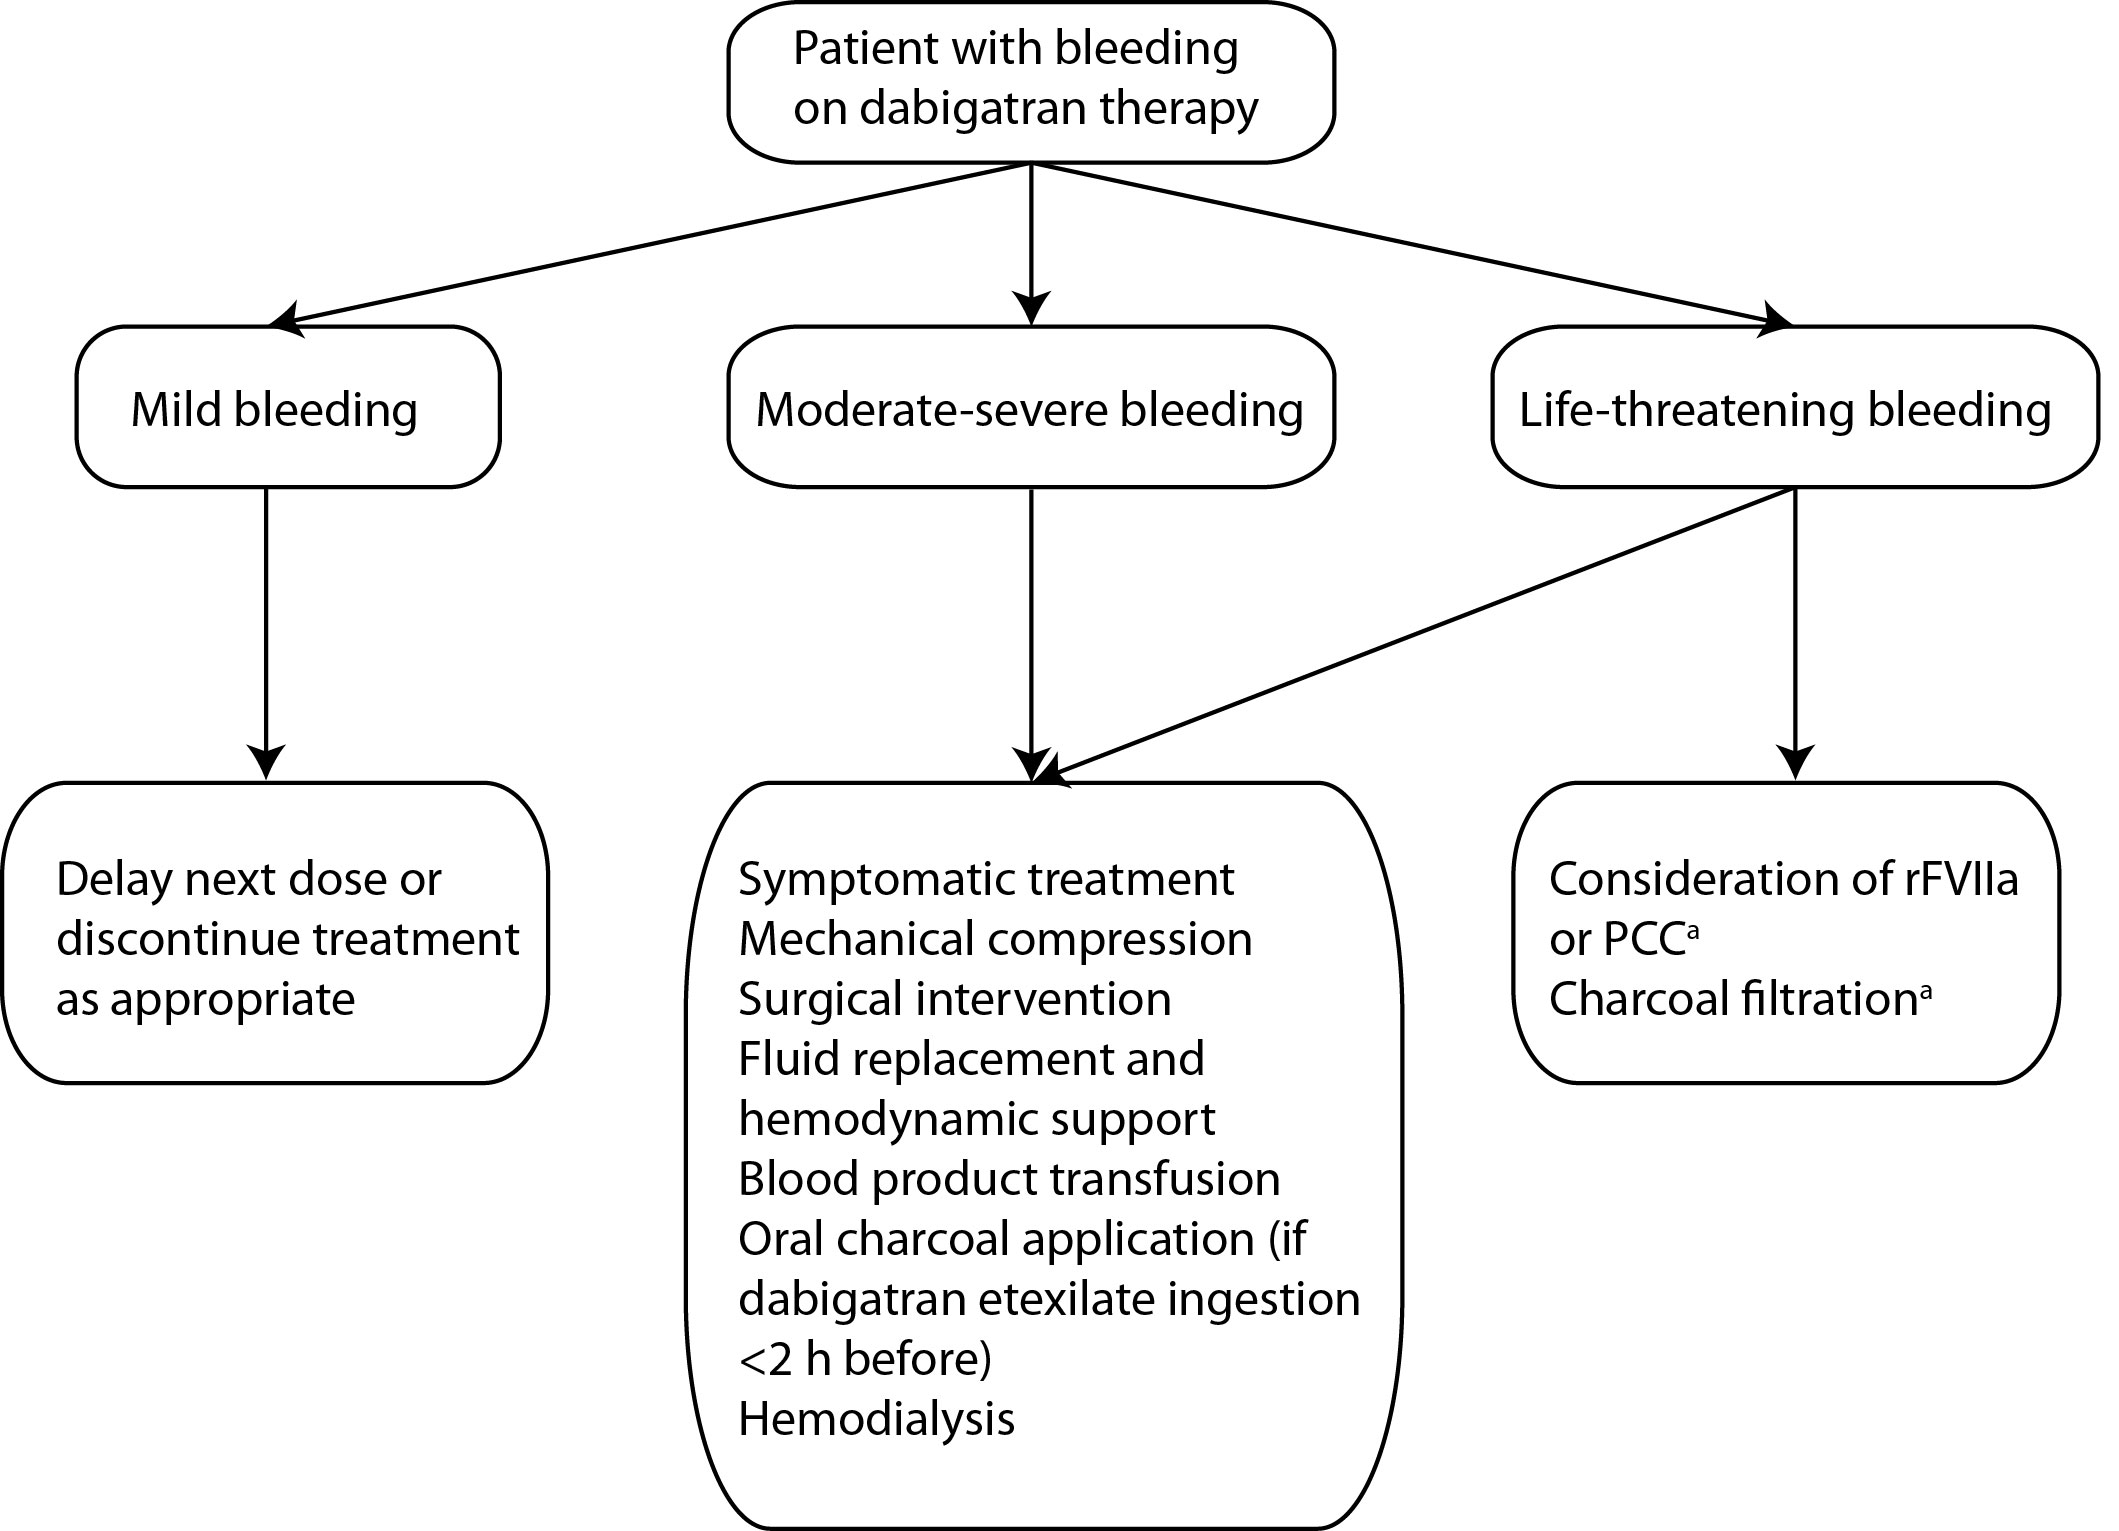 Patient with bleeding
on dabigatran therapy
Mild bleeding
Moderate-severe bleeding
Life-threatening bleeding
Delay next dose or
discontinue treatment
as appropriate
Symptomatic treatment
Mechanical compression
Surgical intervention
Fluid replacement and
hemodynamic support
Blood product transfusion
Oral charcoal application (if
dabigatran etexilate ingestion
<2 h before)
Hemodialysis
Consideration of rFVIIa
or PCCᵃ
Charcoal filtrationᵃ